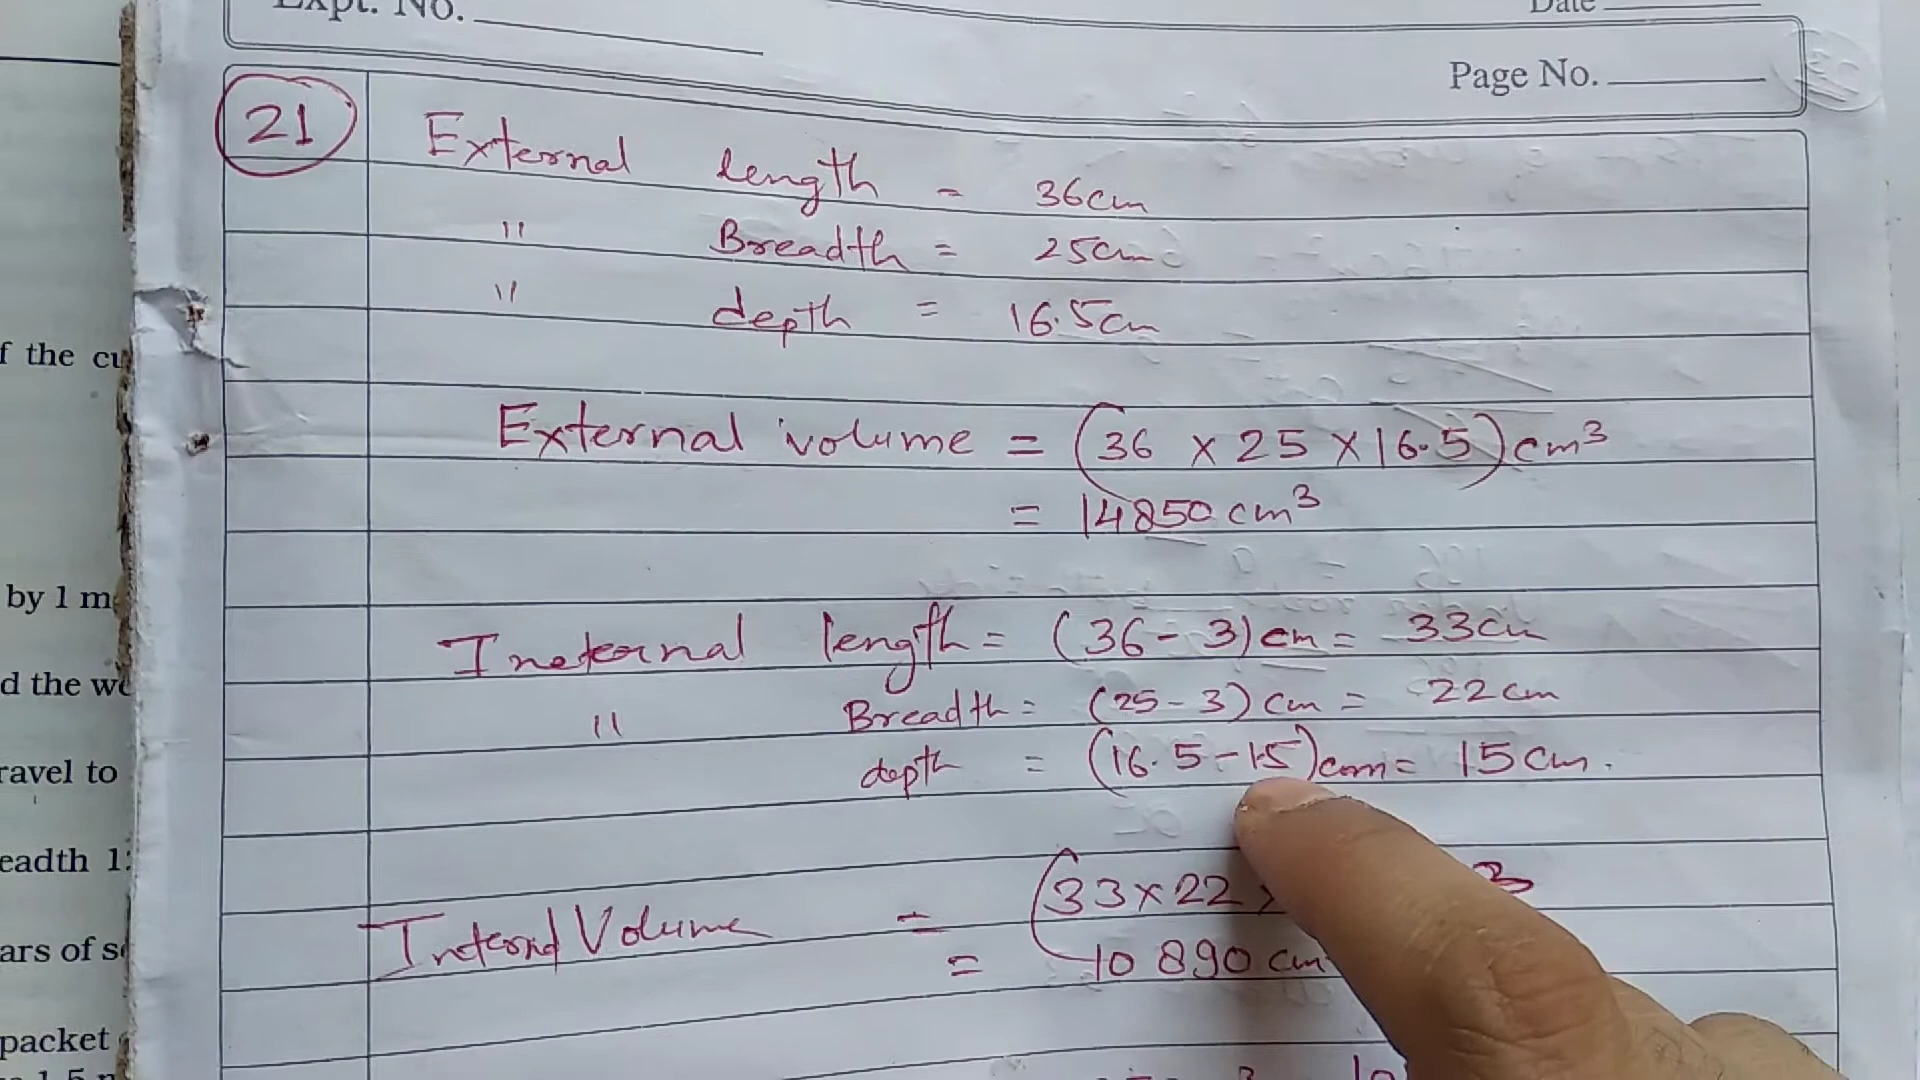 Expt. No.
Date
Page No.
21 External length = 36cm
" Breadth = 25cm
" depth = 16.5cm
External volume = (36 x 25 x 16.5) cm³
= 14850 cm³
Ineternal length = (36 - 3) cm = 33cm
" Breadth = (25 - 3) cm = 22cm
depth = (16.5 - 1.5) cm = 15cm.
Volume = (33 x 22 3
= 10890 cm
f the cu
by 1 m
d the we
ravel to
eadth 1
ars of s
packet